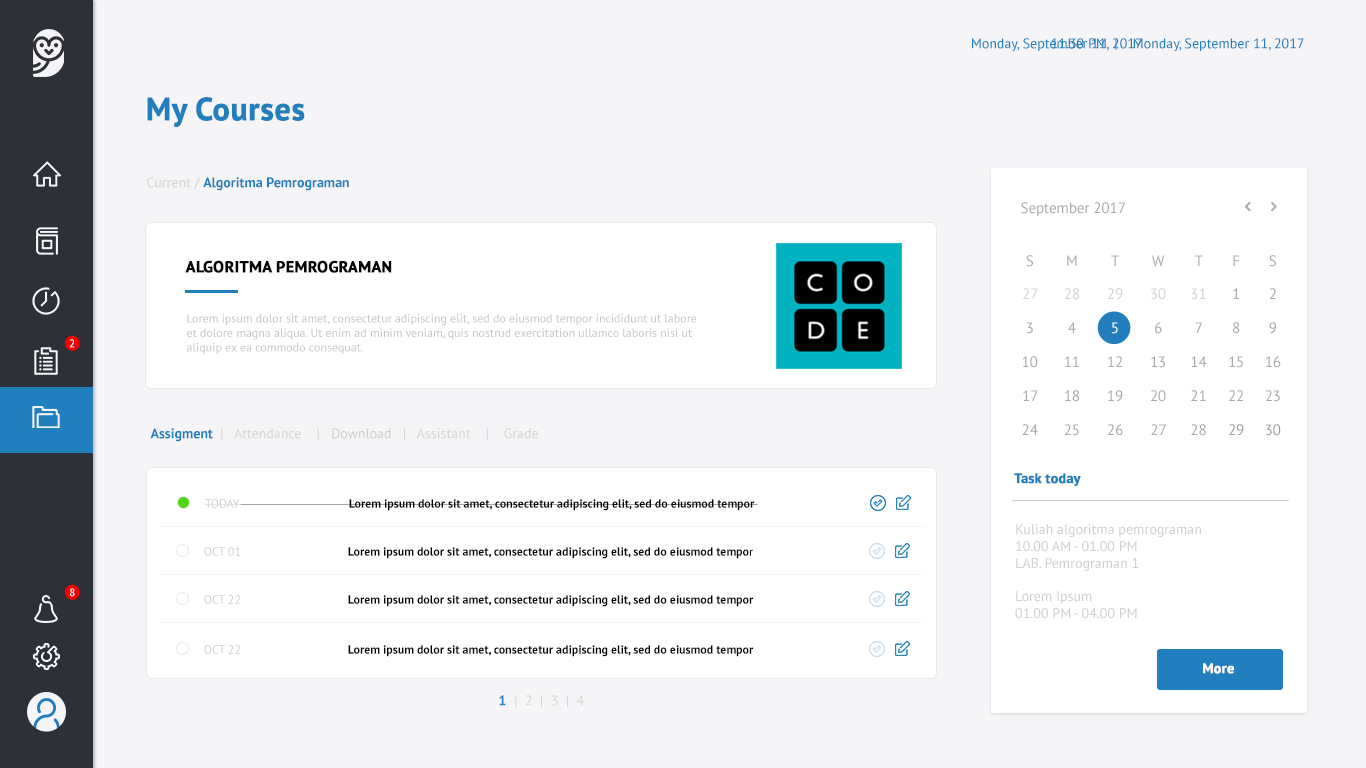 Monday, September 11, 2017
11.30 PM | Monday, September 11, 2017
My Courses
Current / Algoritma Pemrograman
ALGORITMA PEMROGRAMAN
Lorem ipsum dolor sit amet, consectetur adipiscing elit, sed do eiusmod tempor incididunt ut labore
et dolore magna aliqua. Ut enim ad minim veniam, quis nostrud exercitation ullamco laboris nisi ut
aliquip ex ea commodo consequat.
C O
D E
Assigment | Attendance | Download | Assistant | Grade
TODAY Lorem ipsum dolor sit amet, consectetur adipiscing elit, sed do eiusmod tempor
OCT 01 Lorem ipsum dolor sit amet, consectetur adipiscing elit, sed do eiusmod tempor
OCT 22 Lorem ipsum dolor sit amet, consectetur adipiscing elit, sed do eiusmod tempor
OCT 22 Lorem ipsum dolor sit amet, consectetur adipiscing elit, sed do eiusmod tempor
1 | 2 | 3 | 4
2
8
September 2017
S M T W T F S
27 28 29 30 31 1 2
3 4 5 6 7 8 9
10 11 12 13 14 15 16
17 18 19 20 21 22 23
24 25 26 27 28 29 30
Task today
Kuliah algoritma pemrograman
10.00 AM - 01.00 PM
LAB. Pemrograman 1
Lorem Ipsum
01.00 PM - 04.00 PM
More